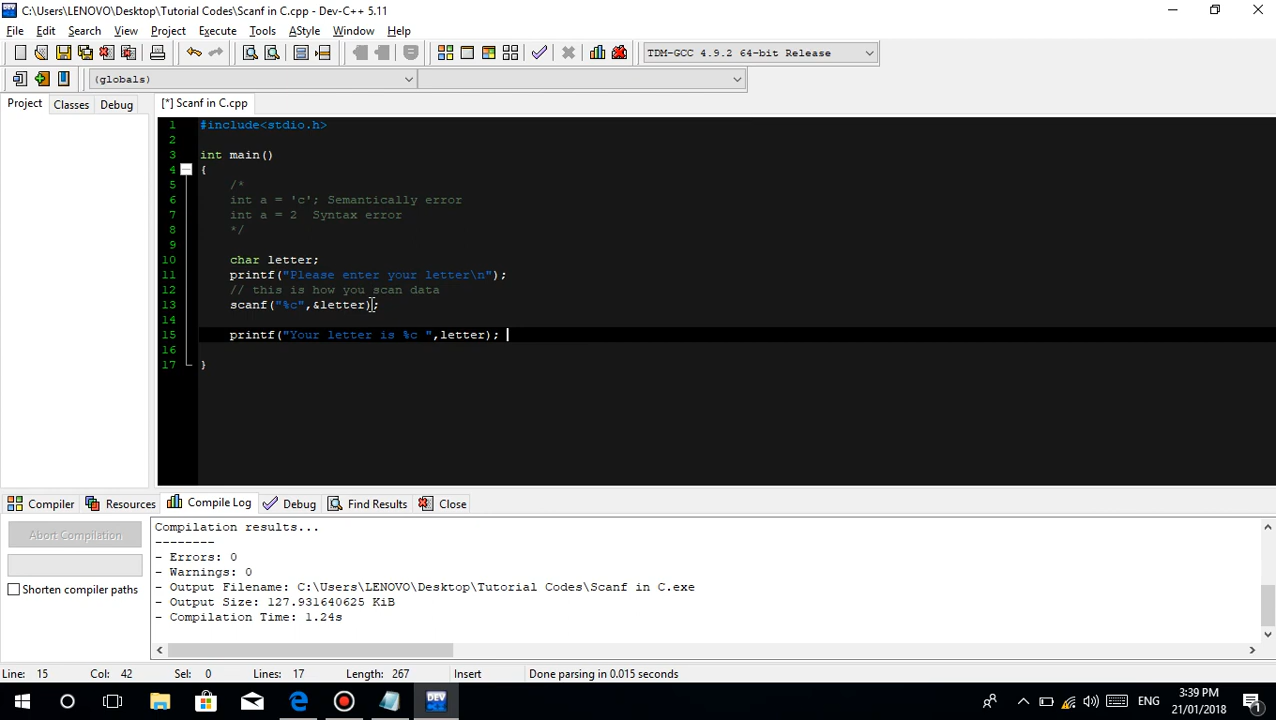 C:\Users\LENOVO\Desktop\Tutorial Codes\Scanf in C.cpp - Dev-C++ 5.11
File Edit Search View Project Execute Tools AStyle Window Help
TDM-GCC 4.9.2 64-bit Release
(globals)
Project Classes Debug [*] Scanf in C.cpp
1 #include<stdio.h>
2
3 int main()
4 {
5 /*
6 int a = 'c'; Semantically error
7 int a = 2  Syntax error
8 */
9
10 char letter;
11 printf("Please enter your letter\n");
12 // this is how you scan data
13 scanf("%c",&letter);
14
15 printf("Your letter is %c ",letter);
16
17 }
Compiler Resources Compile Log Debug Find Results Close
Abort Compilation
Shorten compiler paths
Compilation results...
--------
- Errors: 0
- Warnings: 0
- Output Filename: C:\Users\LENOVO\Desktop\Tutorial Codes\Scanf in C.exe
- Output Size: 127.931640625 KiB
- Compilation Time: 1.24s
Line: 15 Col: 42 Sel: 0 Lines: 17 Length: 267 Insert Done parsing in 0.015 seconds
DEV
ENG
3:39 PM
21/01/2018
1